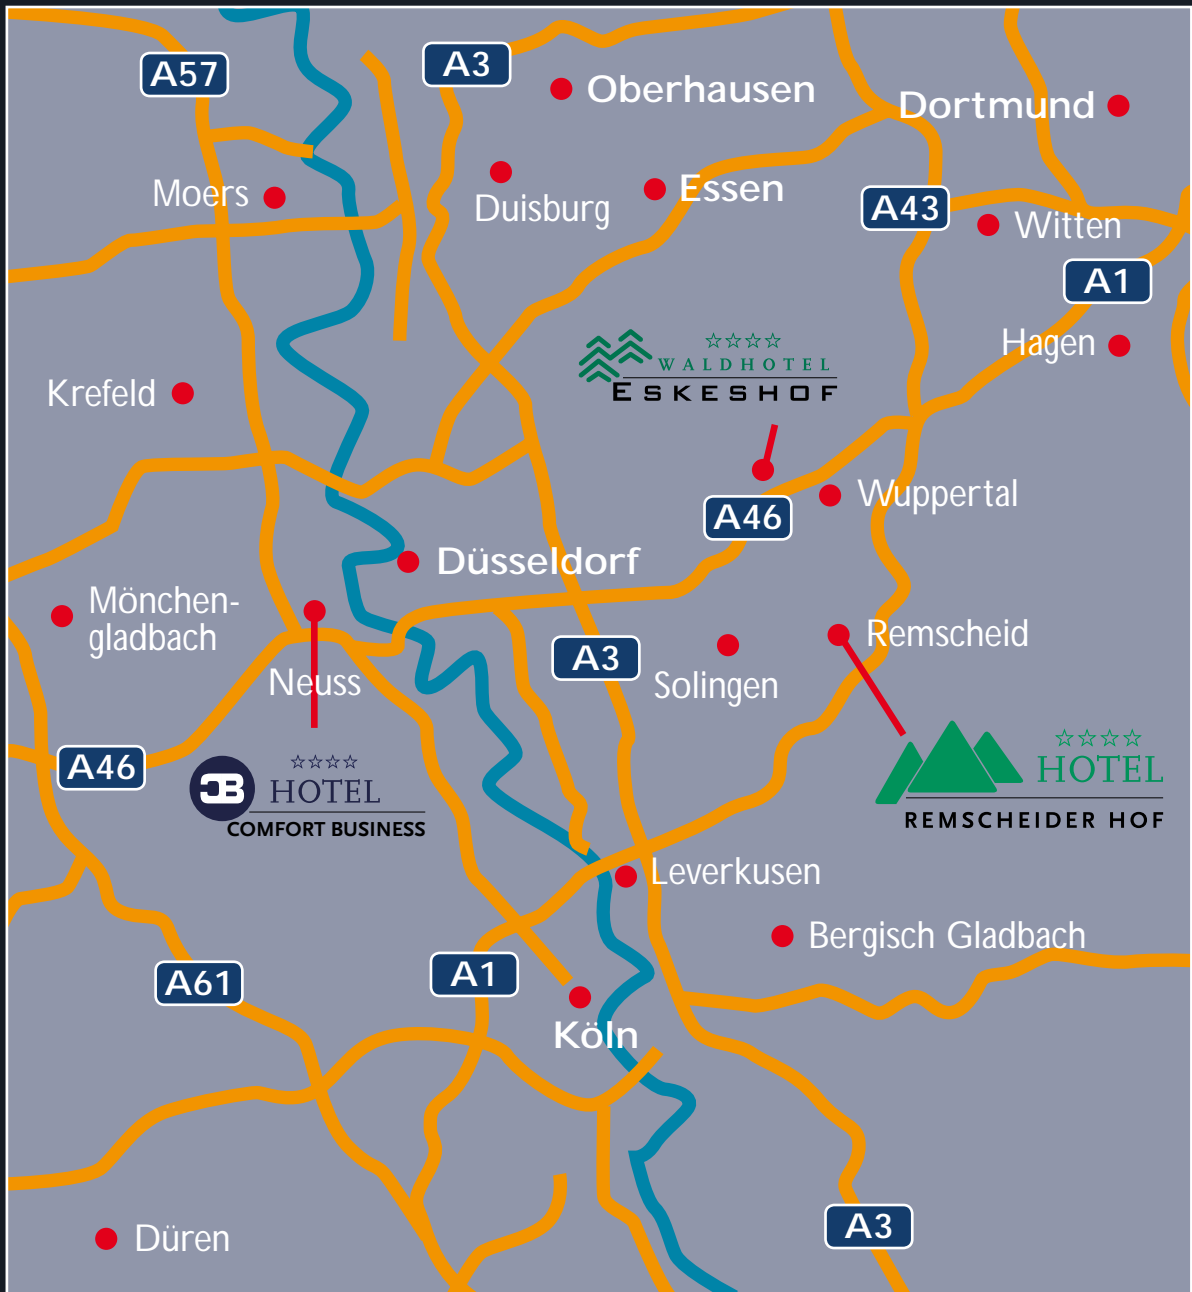 A57
A3
Oberhausen
Dortmund
Moers
Duisburg
Essen
A43
Witten
A1
Hagen
☆☆☆☆
WALDHOTEL
ESKESHOF
Krefeld
Wuppertal
A46
Düsseldorf
Mönchen-
gladbach
Neuss
A3
Solingen
Remscheid
A46
☆☆☆☆
HOTEL
CB
COMFORT BUSINESS
☆☆☆☆
HOTEL
REMSCHEIDER HOF
Leverkusen
Bergisch Gladbach
A61
A1
Köln
Düren
A3